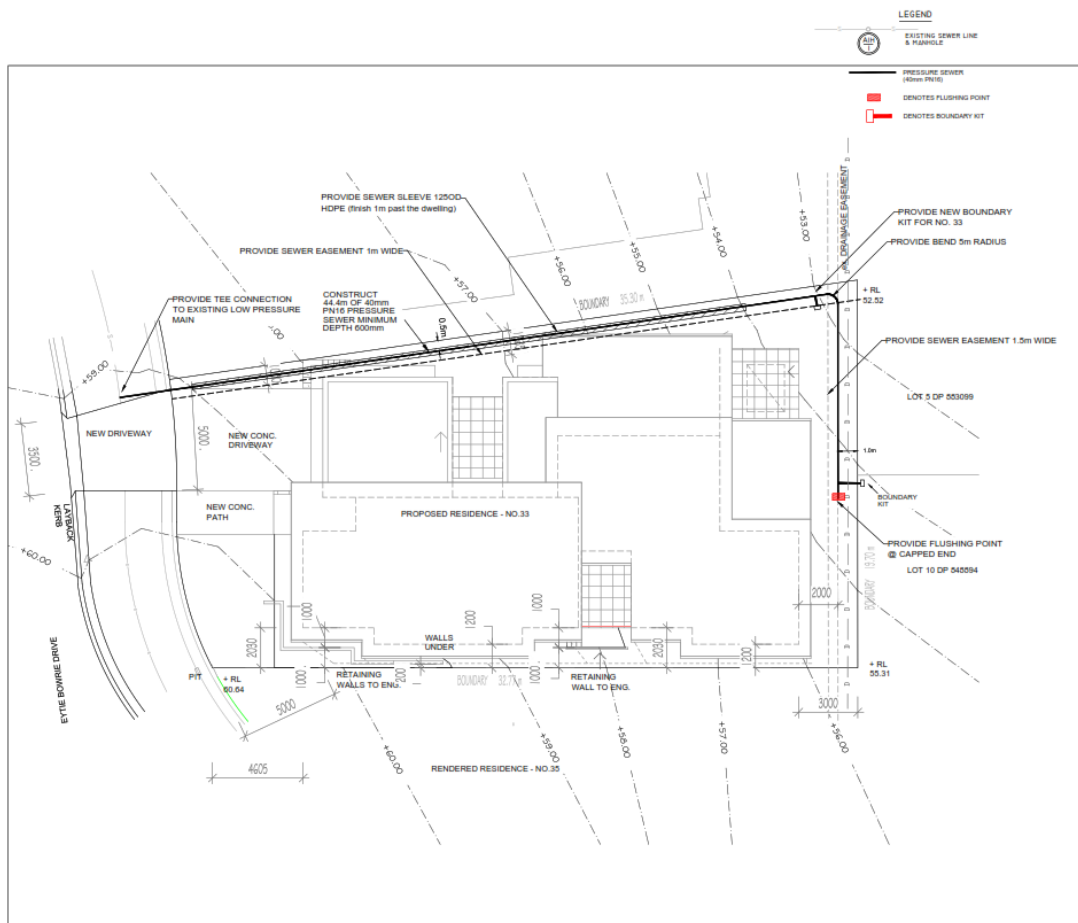 LEGEND
EXISTING SEWER LINE
& MANHOLE
PRESSURE SEWER
(40mm PN16)
DENOTES FLUSHING POINT
DENOTES BOUNDARY KIT
PROVIDE SEWER SLEEVE 125OD
HDPE (finish 1m past the dwelling)
PROVIDE SEWER EASEMENT 1m WIDE
PROVIDE TEE CONNECTION
TO EXISTING LOW PRESSURE
MAIN
CONSTRUCT
44.4m OF 40mm
PN16 PRESSURE
SEWER MINIMUM
DEPTH 600mm
0.5m
+57.00
+56.00
+55.00
+54.00
+53.00
BOUNDARY 35.30 m
DRAINAGE EASEMENT
PROVIDE NEW BOUNDARY
KIT FOR NO. 33
PROVIDE BEND 5m RADIUS
+ RL
52.52
PROVIDE SEWER EASEMENT 1.5m WIDE
LOT 5 DP 883099
+59.00
NEW DRIVEWAY
NEW CONC.
DRIVEWAY
5000
3500
NEW CONC.
PATH
LAYBACK
KERB
+60.00
PROPOSED RESIDENCE - NO.33
1.0m
BOUNDARY
KIT
PROVIDE FLUSHING POINT
@ CAPPED END
LOT 10 DP 848894
BOUNDARY 19.70 m
2000
1000
1200
1000
2030
WALLS
UNDER
2030
1200
EYTIE BOWRIE DRIVE
PIT
+ RL
60.64
RETAINING
WALLS TO ENG.
1000
1200
BOUNDARY
1000
RETAINING
WALL TO ENG.
+ RL
55.31
5000
4605
3000
+60.00
+59.00
+58.00
+57.00
+56.00
RENDERED RESIDENCE - NO.35